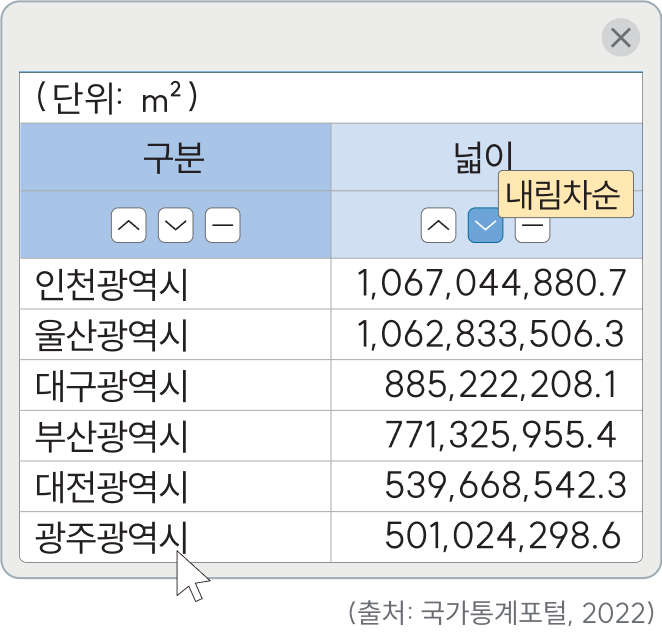 (단위: m²)
구분 넓이
내림차순
인천광역시 1,067,044,880.7
울산광역시 1,062,833,506.3
대구광역시 885,222,208.1
부산광역시 771,325,955.4
대전광역시 539,668,542.3
광주광역시 501,024,298.6
(출처: 국가통계포털, 2022)